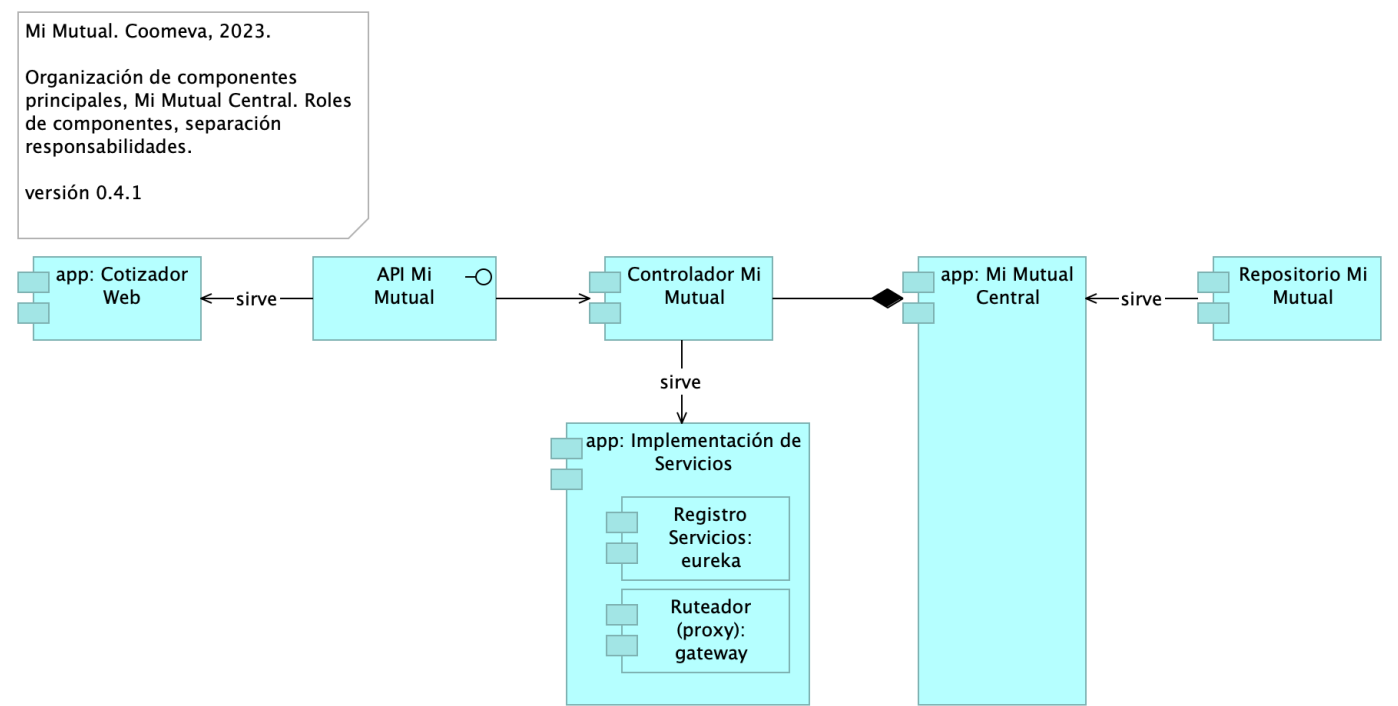 Mi Mutual. Coomeva, 2023.
Organización de componentes
principales, Mi Mutual Central. Roles
de componentes, separación
responsabilidades.
versión 0.4.1
app: Cotizador
Web
sirve
API Mi
Mutual
Controlador Mi
Mutual
app: Mi Mutual
Central
sirve
Repositorio Mi
Mutual
sirve
app: Implementación de
Servicios
Registro
Servicios:
eureka
Ruteador
(proxy):
gateway